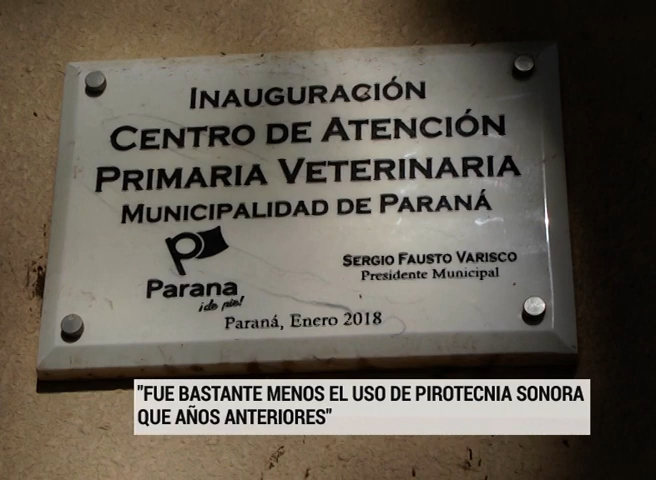 INAUGURACIÓN
CENTRO DE ATENCIÓN
PRIMARIA VETERINARIA
MUNICIPALIDAD DE PARANÁ
Parana
¡de pie!
SERGIO FAUSTO VARISCO
Presidente Municipal
Paraná, Enero 2018
"FUE BASTANTE MENOS EL USO DE PIROTECNIA SONORA
QUE AÑOS ANTERIORES"